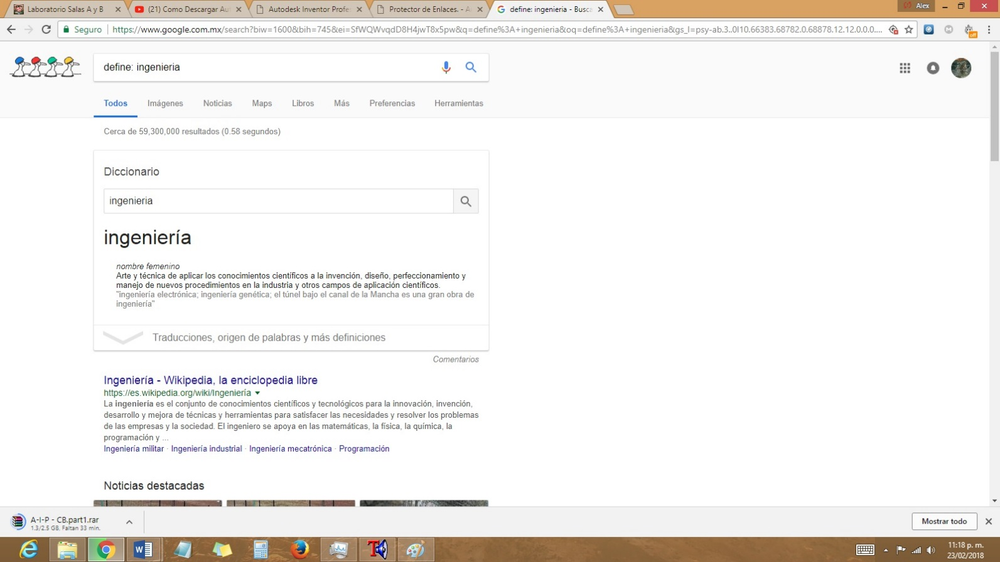 Laboratorio Salas A y B
(21) Como Descargar Au
Autodesk Inventor Profe
Protector de Enlaces. - A
define: ingenieria - Busca
Alex
Seguro
https://www.google.com.mx/search?biw=1600&bih=745&ei=SfWQWvqdD8H4jwT8x5pw&q=define%3A+ingenieria&oq=define%3A+ingenieria&gs_l=psy-ab.3..0l10.66383.68782.0.68878.12.12.0.0.0....
off
define: ingenieria
Todos
Imágenes
Noticias
Maps
Libros
Más
Preferencias
Herramientas
Cerca de 59,300,000 resultados (0.58 segundos)
Diccionario
ingenieria
ingeniería
nombre femenino
Arte y técnica de aplicar los conocimientos científicos a la invención, diseño, perfeccionamiento y
manejo de nuevos procedimientos en la industria y otros campos de aplicación científicos.
"ingeniería electrónica; ingeniería genética; el túnel bajo el canal de la Mancha es una gran obra de
ingeniería"
Traducciones, origen de palabras y más definiciones
Comentarios
Ingeniería - Wikipedia, la enciclopedia libre
https://es.wikipedia.org/wiki/Ingeniería
La ingeniería es el conjunto de conocimientos científicos y tecnológicos para la innovación, invención,
desarrollo y mejora de técnicas y herramientas para satisfacer las necesidades y resolver los problemas
de las empresas y la sociedad. El ingeniero se apoya en las matemáticas, la física, la química, la
programación y ...
Ingeniería militar · Ingeniería industrial · Ingeniería mecatrónica · Programación
Noticias destacadas
A-I-P - CB.part1.rar
1.3/2.5 GB, Faltan 33 min.
Mostrar todo
11:18 p. m.
23/02/2018